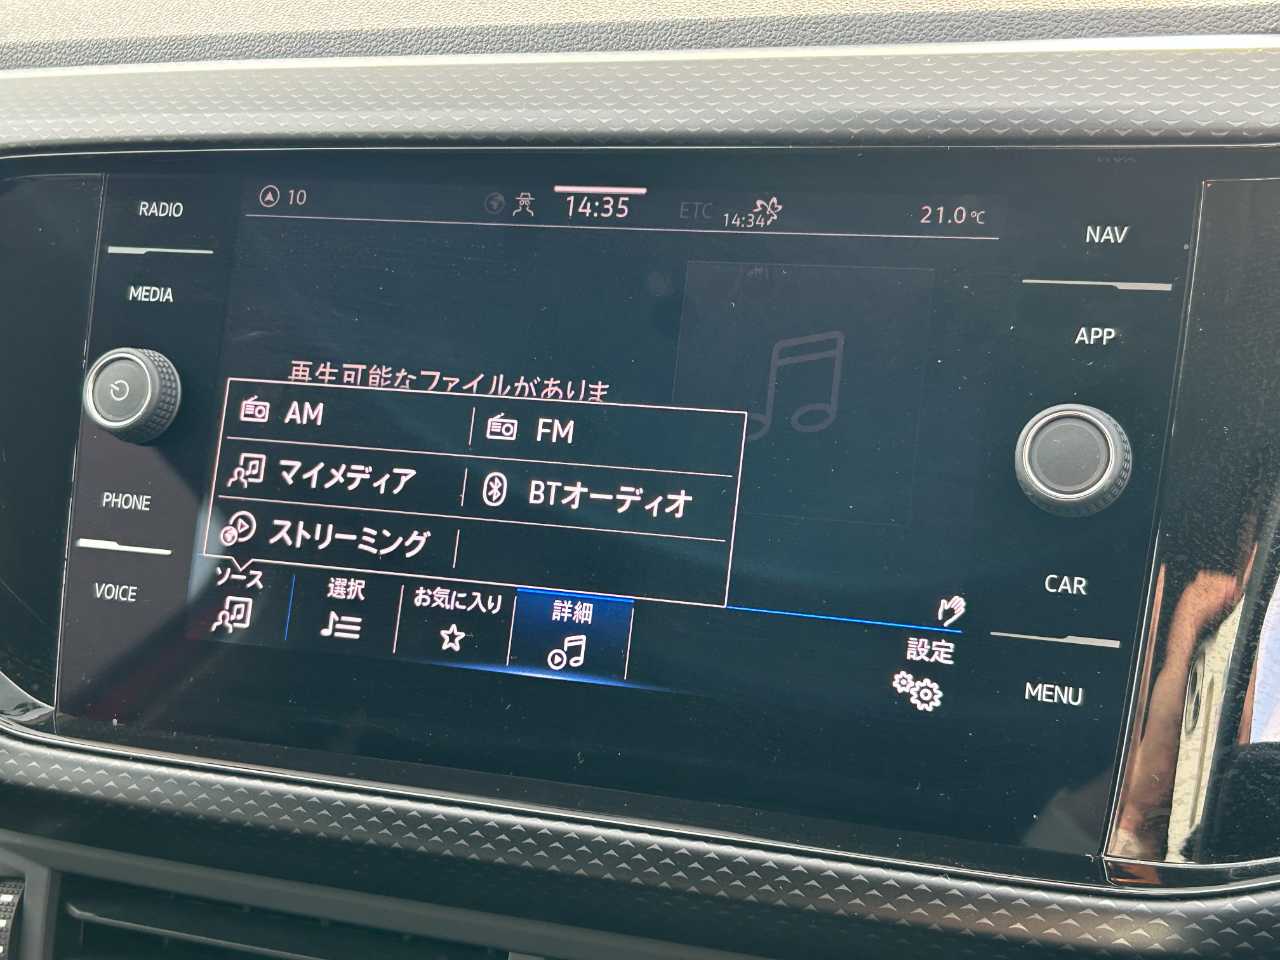 RADIO
MEDIA
PHONE
VOICE
10
14:35
ETC
14:34
21.0℃
再生可能なファイルがありま
AM
FM
マイメディア
BTオーディオ
ストリーミング
ソース
選択
お気に入り
詳細
設定
NAV
APP
CAR
MENU